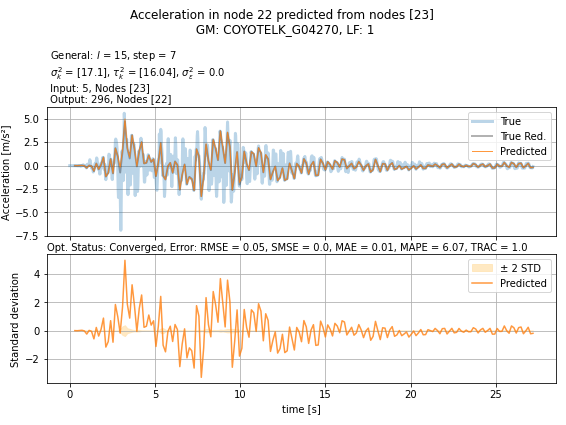 Acceleration in node 22 predicted from nodes [23]
GM: COYOTELK_G04270, LF: 1
General: l = 15, step = 7
σ²ₖ = [17.1], τ²ₖ = [16.04], σ²ε = 0.0
Input: 5, Nodes [23]
Output: 296, Nodes [22]
Acceleration [m/s²]
5.0
2.5
0.0
−2.5
−5.0
−7.5
True
True Red.
Predicted
Opt. Status: Converged, Error: RMSE = 0.05, SMSE = 0.0, MAE = 0.01, MAPE = 6.07, TRAC = 1.0
Standard deviation
4
2
0
−2
± 2 STD
Predicted
0 5 10 15 20 25
time [s]